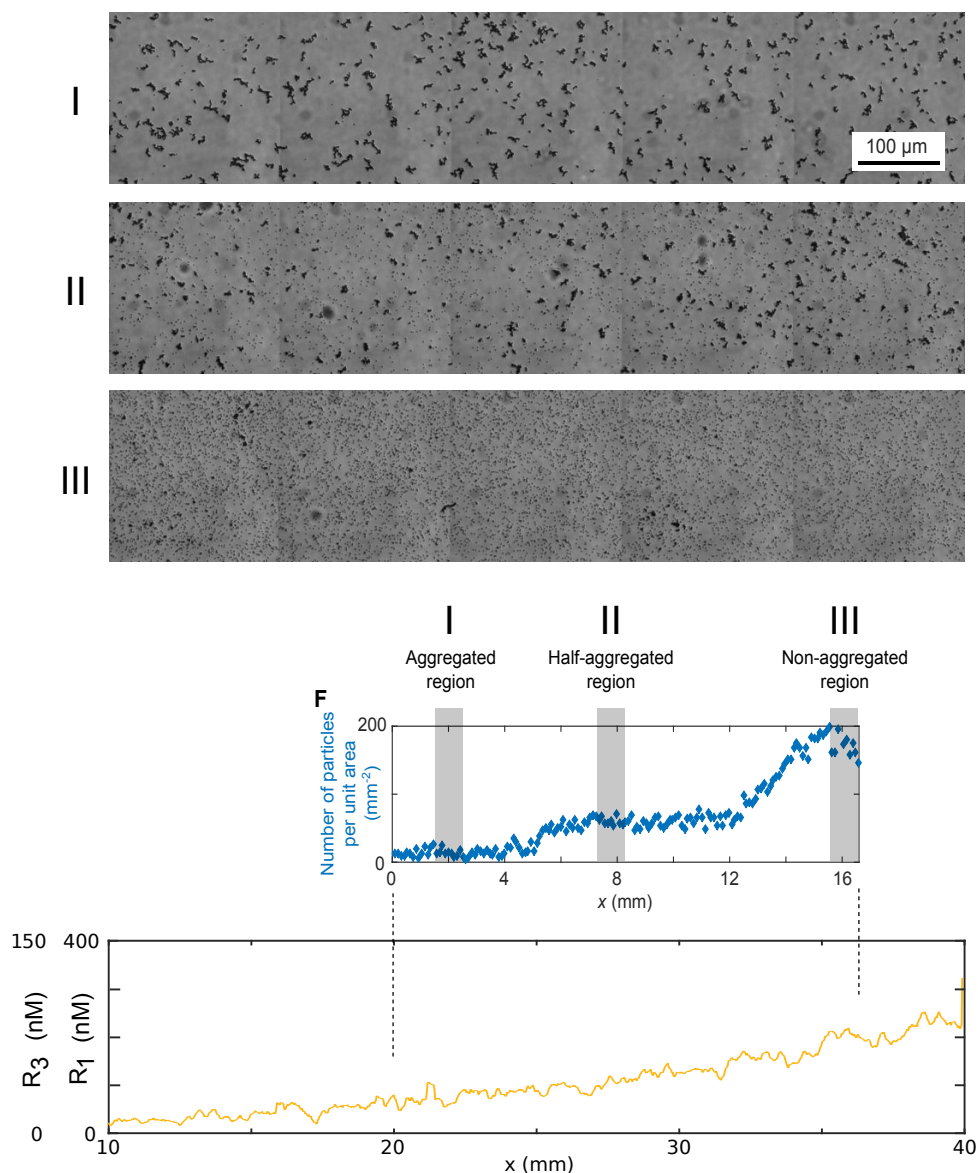 I
100 µm
II
III
I
II
III
Aggregated
region
Half-aggregated
region
Non-aggregated
region
F
Number of particles
per unit area
(mm-2)
200
0
0
4
8
12
16
x (mm)
150
400
R3 (nM)
R1 (nM)
0
0
10
20
30
40
x (mm)